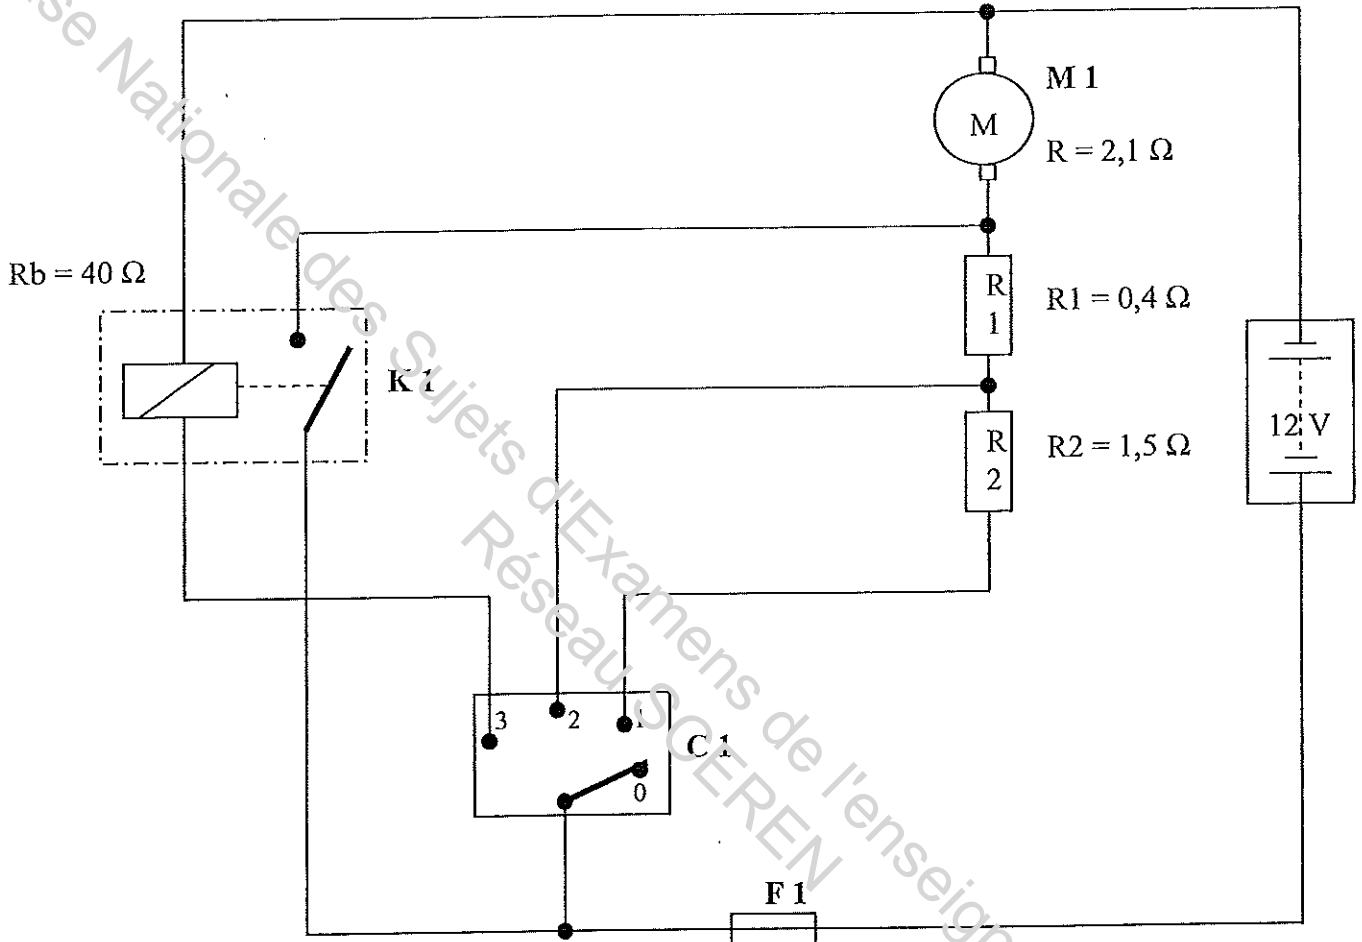 M 1
M
R = 2,1 Ω
Rb = 40 Ω
R
1
R1 = 0,4 Ω
K 1
12 V
R
2
R2 = 1,5 Ω
3
2
1
C 1
0
F 1
se Nationale des Sujets d'Examens de l'enseign
Réseau SCEREN